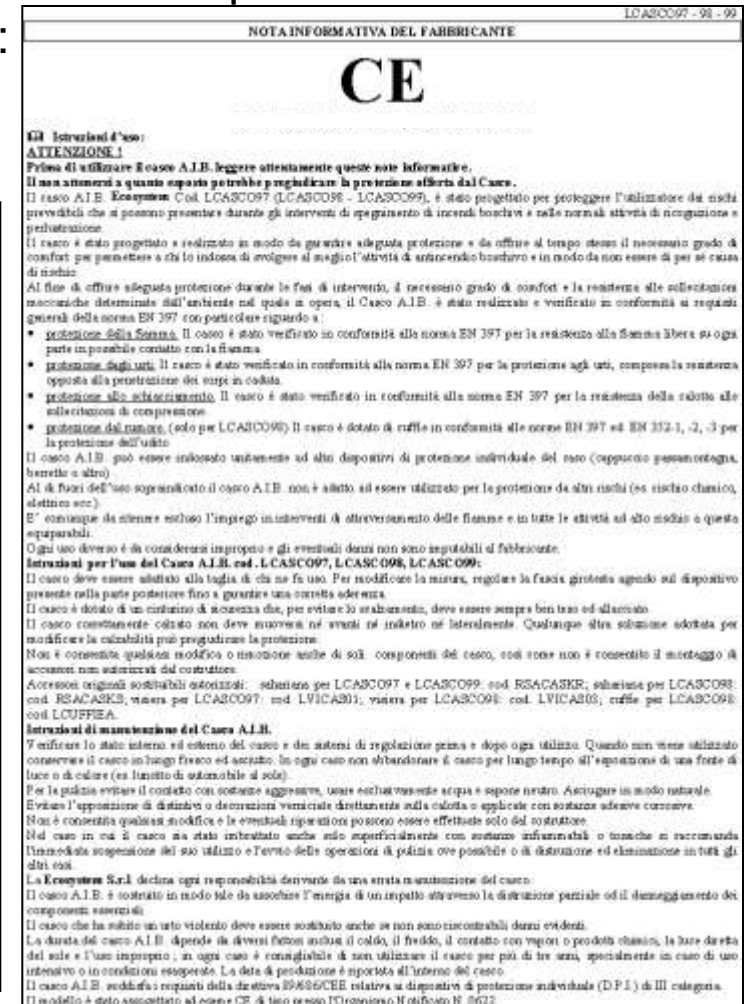 :
LCASCO97 - 98 - 99
NOTA INFORMATIVA DEL FABBRICANTE
CE
Istruzioni d'uso:
ATTENZIONE !
Prima di utilizzare il casco A.I.B. leggere attentamente queste note informative.
Il non attenersi a quanto esposto potrebbe pregiudicare la protezione offerta dal Casco.
Il casco A.I.B. Ecosystem Cod. LCASCO97 (LCASCO98 - LCASCO99), è stato progettato per proteggere l'utilizzatore dai rischi
prevedibili che si possono presentare durante gli interventi di spegnimento di incendi boschivi e nelle normali attività di ricognizione e
perlustrazione.
Il casco è stato progettato e realizzato in modo da garantire adeguata protezione e da offrire al tempo stesso il necessario grado di
comfort per permettere a chi lo indossa di svolgere al meglio l'attività di antincendio boschivo e in modo da non essere di per sé causa
di rischio.
Al fine di offrire adeguata protezione durante le fasi di intervento, il necessario grado di comfort e la resistenza alle sollecitazioni
meccaniche determinate dall'ambiente nel quale si opera, il Casco A.I.B. è stato realizzato e verificato in conformità ai requisiti
generali della norma EN 397 con particolare riguardo a :
• protezione della fiamma. Il casco è stato verificato in conformità alla norma EN 397 per la resistenza alla fiamma libera su ogni
parte in possibile contatto con la fiamma.
• protezione dagli urti. Il casco è stato verificato in conformità alla norma EN 397 per la protezione agli urti, compresa la resistenza
opposta alla penetrazione dei corpi in caduta.
• protezione allo schiacciamento. Il casco è stato verificato in conformità alla norma EN 397 per la resistenza della calotta alle
sollecitazioni di compressione.
• protezione dal rumore. (solo per LCASCO98) Il casco è dotato di cuffie in conformità alle norme EN 397 ed EN 352-1, -2, -3 per
la protezione dell'udito
Il casco A.I.B. può essere indossato unitamente ad altri dispositivi di protezione individuale del caso (cappuccio passamontagna,
berretto o altro).
Al di fuori dell'uso sopraindicato il casco A.I.B. non è adatto ad essere utilizzato per la protezione da altri rischi (es. rischio chimico,
elettrico ecc.).
E' comunque da ritenere escluso l'impiego in interventi di attraversamento delle fiamme e in tutte le attività ad alto rischio a questa
equiparabili.
Ogni uso diverso è da considerarsi improprio e gli eventuali danni non sono imputabili al fabbricante.
Istruzioni per l'uso del Casco A.I.B. cod. LCASCO97, LCASCO98, LCASCO99:
Il casco deve essere adattato alla taglia di chi ne fa uso. Per modificare la misura, regolare la fascia girotesta agendo sul dispositivo
presente nella parte posteriore fino a garantire una corretta aderenza.
Il casco è dotato di un cinturino di sicurezza che, per evitare lo scalzamento, deve essere sempre ben teso ed allacciato.
Il casco correttamente calzato non deve muoversi né avanti né indietro né lateralmente. Qualunque altra soluzione adottata per
modificare la calzabilità può pregiudicare la protezione.
Non è consentita qualsiasi modifica o rimozione anche di soli componenti del casco, così come non è consentito il montaggio di
accessori non autorizzati dal costruttore.
Accessori originali sostituibili autorizzati: sahariana per LCASCO97 e LCASCO99: cod. RSACASKR; sahariana per LCASCO98:
cod. RSACASKS; visiera per LCASCO97: cod. LVICAS01; visiera per LCASCO98: cod. LVICAS03; cuffie per LCASCO98:
cod. LCUFFIEA.
Istruzioni di manutenzione del Casco A.I.B.
Verificare lo stato interno ed esterno del casco e dei sistemi di regolazione prima e dopo ogni utilizzo. Quando non viene utilizzato
conservare il casco in luogo fresco ed asciutto. In ogni caso non abbandonare il casco per lungo tempo all'esposizione di una fonte di
luce o di calore (es. lunotto di automobile al sole).
Per la pulizia evitare il contatto con sostanze aggressive, usare esclusivamente acqua e sapone neutro. Asciugare in modo naturale.
Evitare l'apposizione di distintivi o decorazioni verniciate direttamente sulla calotta o applicate con sostanze adesive corrosive.
Non è consentita qualsiasi modifica e le eventuali riparazioni possono essere effettuate solo dal costruttore.
Nel caso in cui il casco sia stato imbrattato anche solo superficialmente con sostanze infiammabili o tossiche si raccomanda
l'immediata sospensione del suo utilizzo e l'avvio delle operazioni di pulizia ove possibile o di distruzione ed eliminazione in tutti gli
altri casi.
La Ecosystem S.r.l. declina ogni responsabilità derivante da una errata manutenzione del casco.
Il casco A.I.B. è costruito in modo tale da assorbire l'energia di un impatto attraverso la distruzione parziale od il danneggiamento dei
componenti essenziali.
Il casco che ha subito un urto violento deve essere sostituito anche se non sono riscontrabili danni evidenti.
La durata del casco A.I.B. dipende da diversi fattori inclusi il caldo, il freddo, il contatto con vapori o prodotti chimici, la luce diretta
del sole e l'uso improprio ; in ogni caso è consigliabile di non utilizzare il casco per più di tre anni, specialmente in caso di uso
intensivo o in condizioni esasperate. La data di produzione è riportata all'interno del casco.
Il casco A.I.B. soddisfa i requisiti della direttiva 89/686/CEE relativa ai dispositivi di protezione individuale (D.P.I.) di III categoria.
Il modello è stato assoggettato ad esame CE di tipo presso l'Organismo Notificato N. 0622